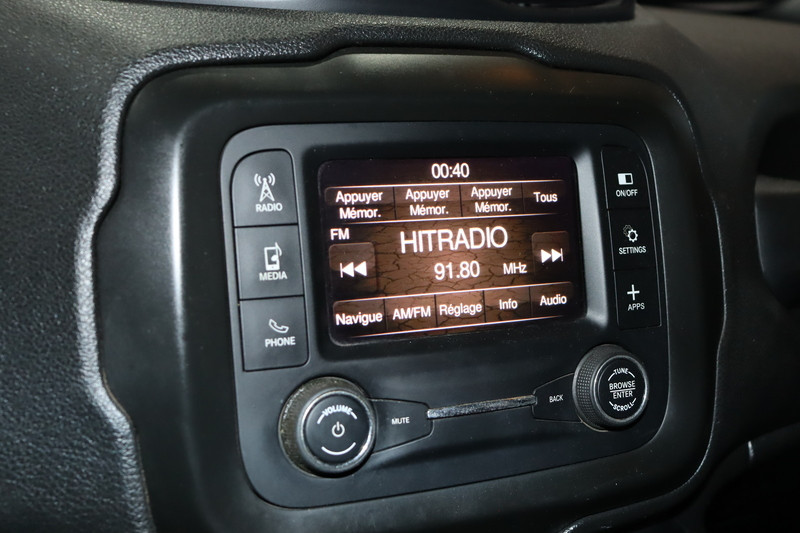 00:40
Appuyer Appuyer Appuyer Tous
Mémor. Mémor. Mémor.
FM
HITRADIO
91.80 MHz
Navigue AM/FM Réglage Info Audio
RADIO
MEDIA
PHONE
ON/OFF
SETTINGS
APPS
VOLUME
MUTE
BACK
TUNE
BROWSE
ENTER
SCROLL